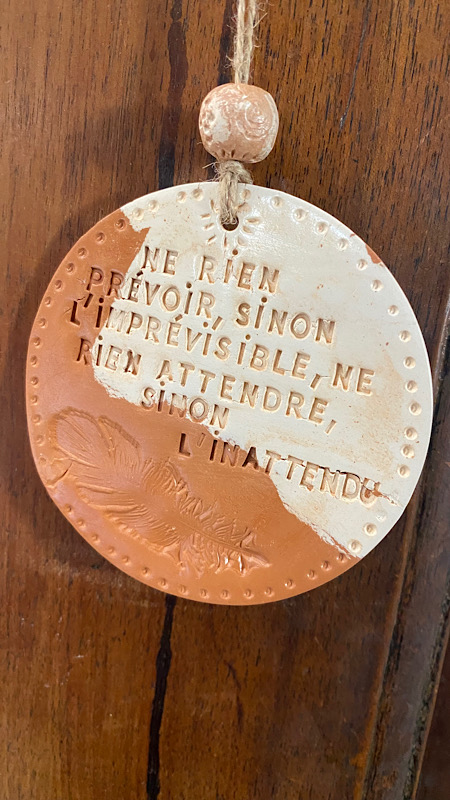 NE RiEN
PRÉVOiR, SiNON
L'iMPRÉViSiBLE, NE
RiEN ATTENDRE,
SiNON
L'iNATTENDU